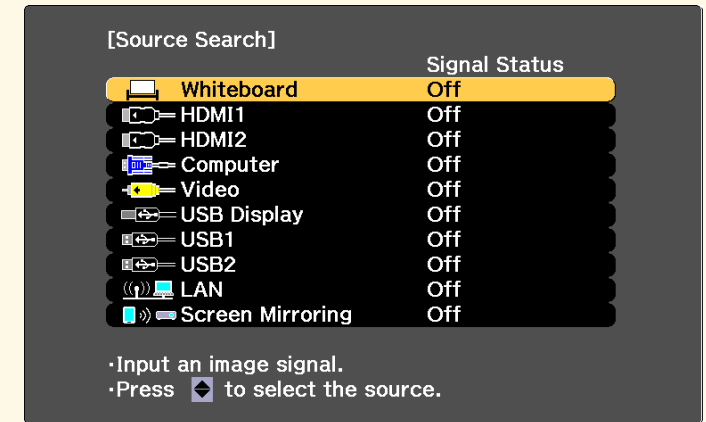 [Source Search]
Signal Status
Whiteboard Off
HDMI1 Off
HDMI2 Off
Computer Off
Video Off
USB Display Off
USB1 Off
USB2 Off
LAN Off
Screen Mirroring Off
·Input an image signal.
·Press to select the source.